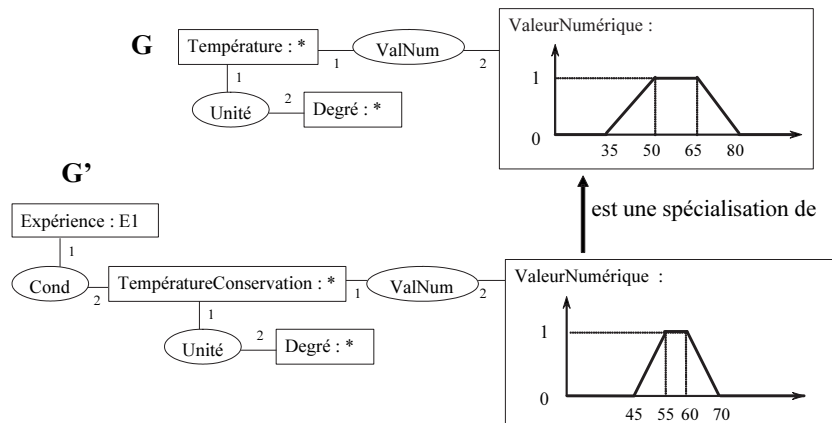 G
Température : *
1
ValNum
2
ValeurNumérique :
1
0
35 50 65 80
1
Unité
2
Degré : *
G’
est une spécialisation de
Expérience : E1
1
Cond
2
TempératureConservation : *
1
ValNum
2
ValeurNumérique :
1
0
45 55 60 70
1
Unité
2
Degré : *